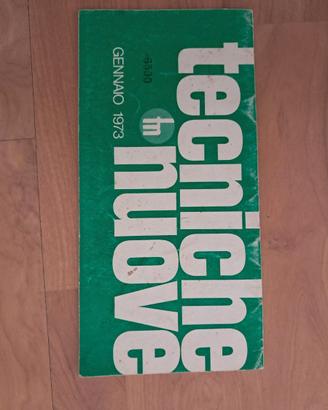 tecniche
nuove
tn
GENNAIO 1973